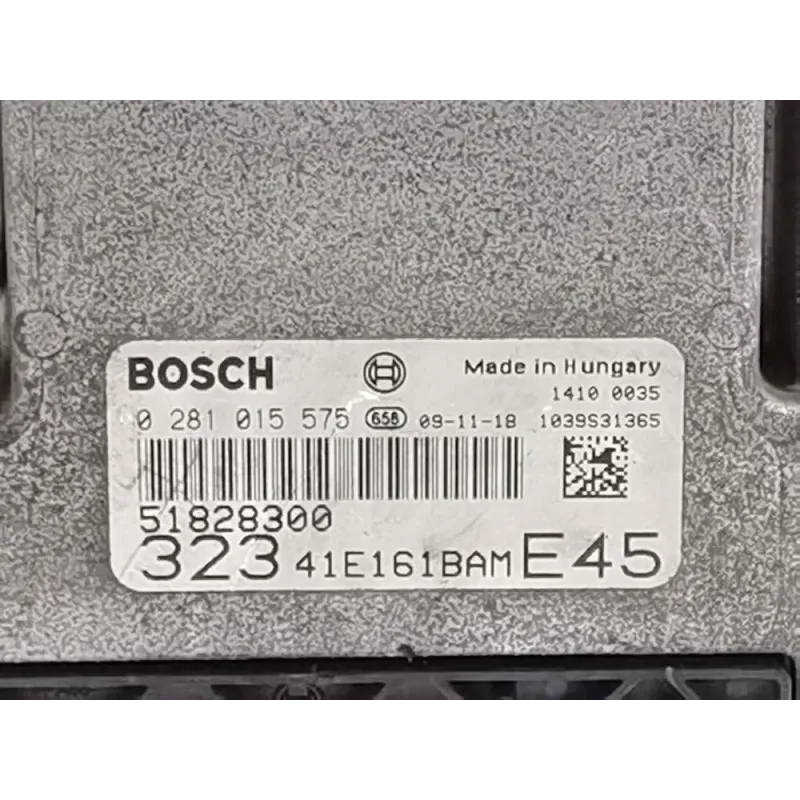 BOSCH Made in Hungary
1410 0035
0 281 015 575 658 09-11-18 1039S31365
51828300
323 41E161BAM E45